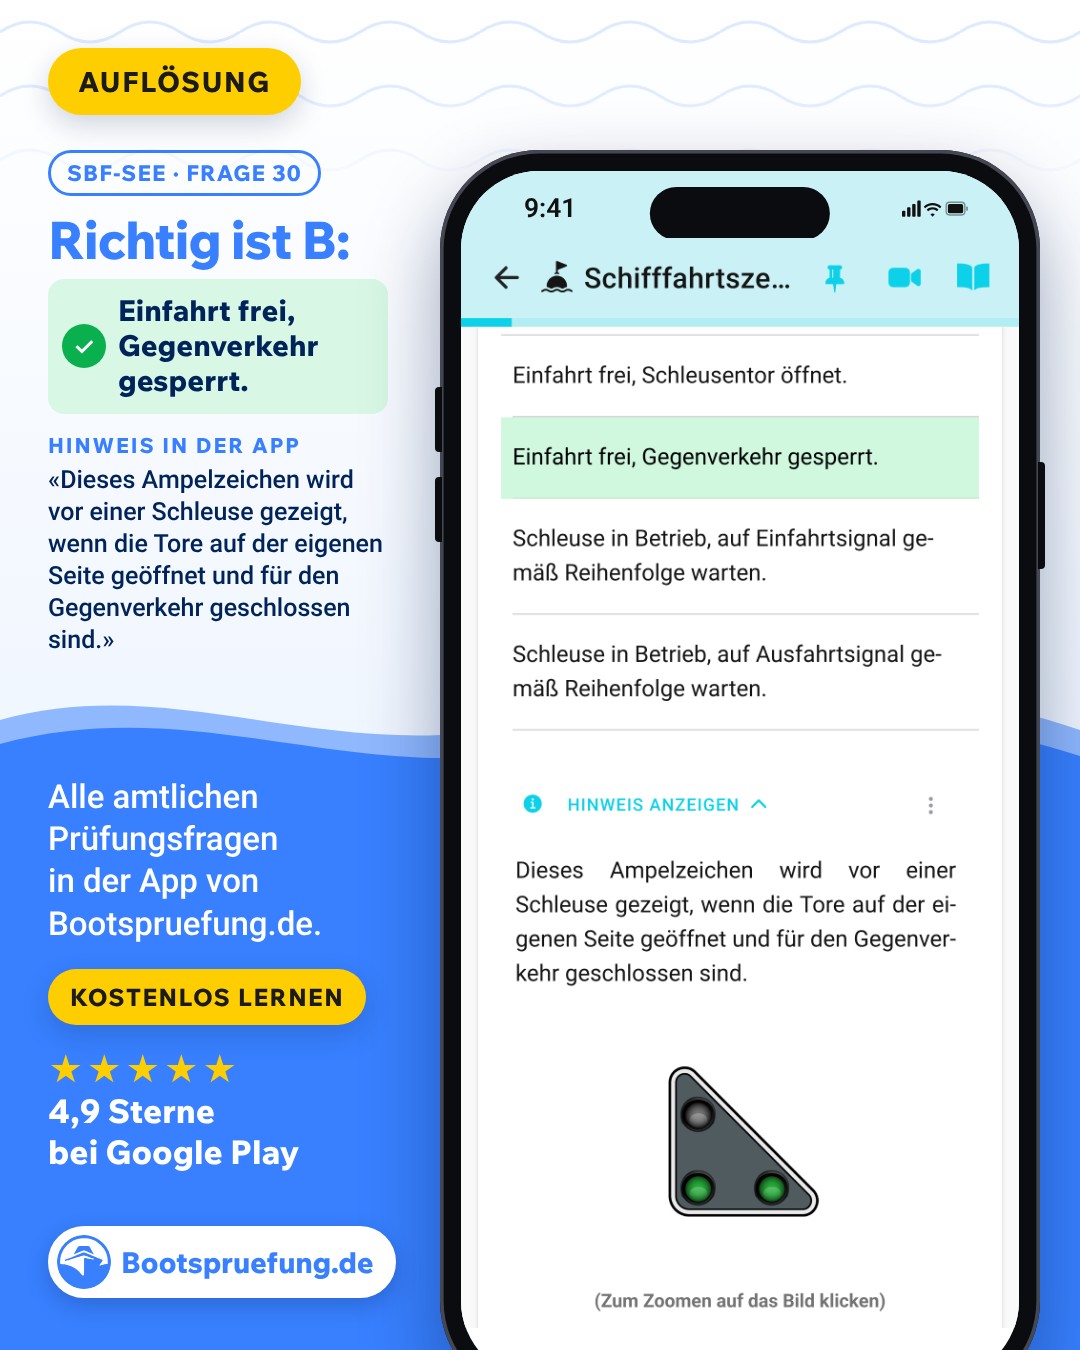 AUFLÖSUNG
SBF-SEE · FRAGE 30
Richtig ist B:
Einfahrt frei,
Gegenverkehr
gesperrt.
HINWEIS IN DER APP
«Dieses Ampelzeichen wird
vor einer Schleuse gezeigt,
wenn die Tore auf der eigenen
Seite geöffnet und für den
Gegenverkehr geschlossen
sind.»
Alle amtlichen
Prüfungsfragen
in der App von
Bootspruefung.de.
KOSTENLOS LERNEN
★★★★★
4,9 Sterne
bei Google Play
Bootspruefung.de
9:41
Schifffahrtsze...
Einfahrt frei, Schleusentor öffnet.
Einfahrt frei, Gegenverkehr gesperrt.
Schleuse in Betrieb, auf Einfahrtsignal ge-
mäß Reihenfolge warten.
Schleuse in Betrieb, auf Ausfahrtsignal ge-
mäß Reihenfolge warten.
HINWEIS ANZEIGEN
Dieses Ampelzeichen wird vor einer
Schleuse gezeigt, wenn die Tore auf der ei-
genen Seite geöffnet und für den Gegenver-
kehr geschlossen sind.
(Zum Zoomen auf das Bild klicken)